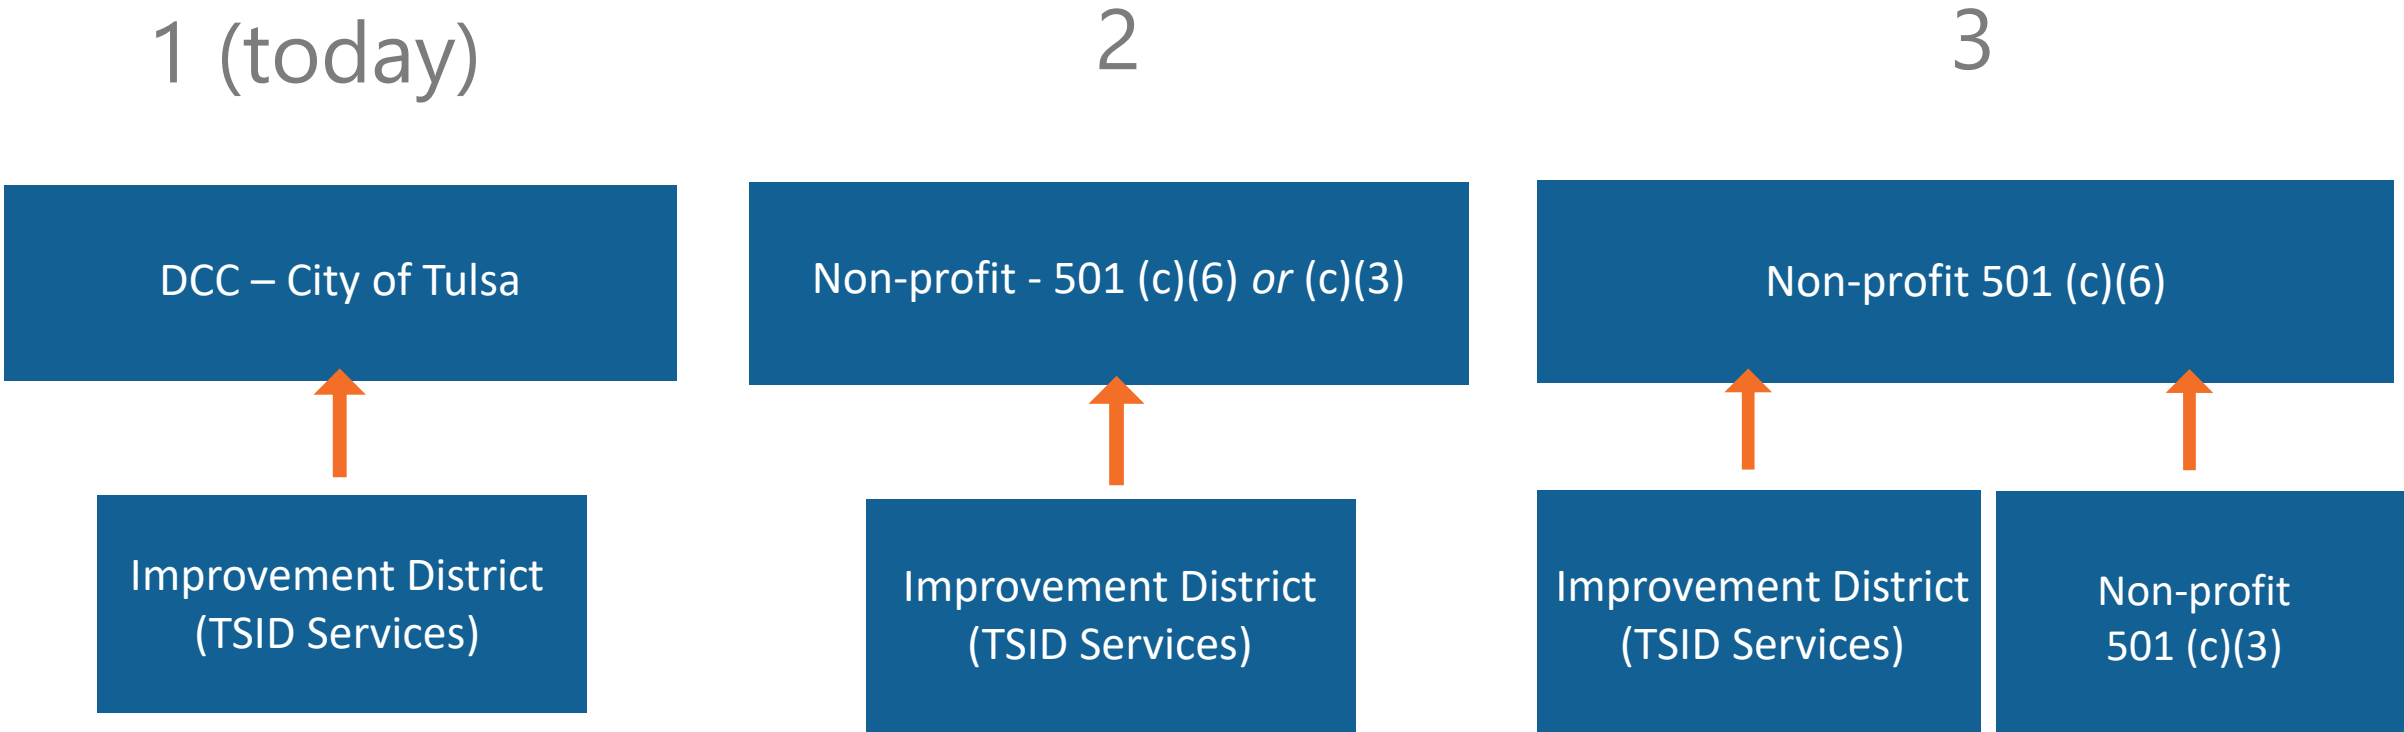 1 (today)
2
3
DCC – City of Tulsa
Non-profit - 501 (c)(6) or (c)(3)
Non-profit 501 (c)(6)
Improvement District
(TSID Services)
Improvement District
(TSID Services)
Improvement District
(TSID Services)
Non-profit
501 (c)(3)